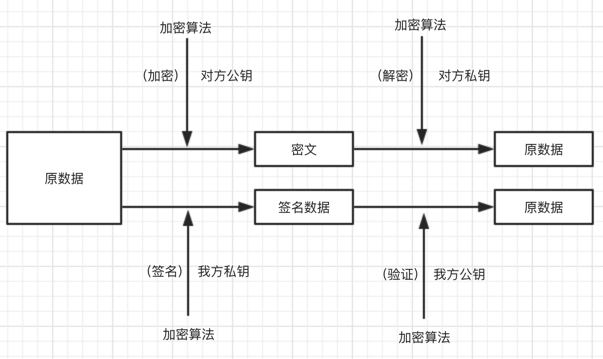 加密算法
加密算法
（加密） 对方公钥
（解密） 对方私钥
原数据
密文
原数据
签名数据
原数据
（签名） 我方私钥
（验证） 我方公钥
加密算法
加密算法